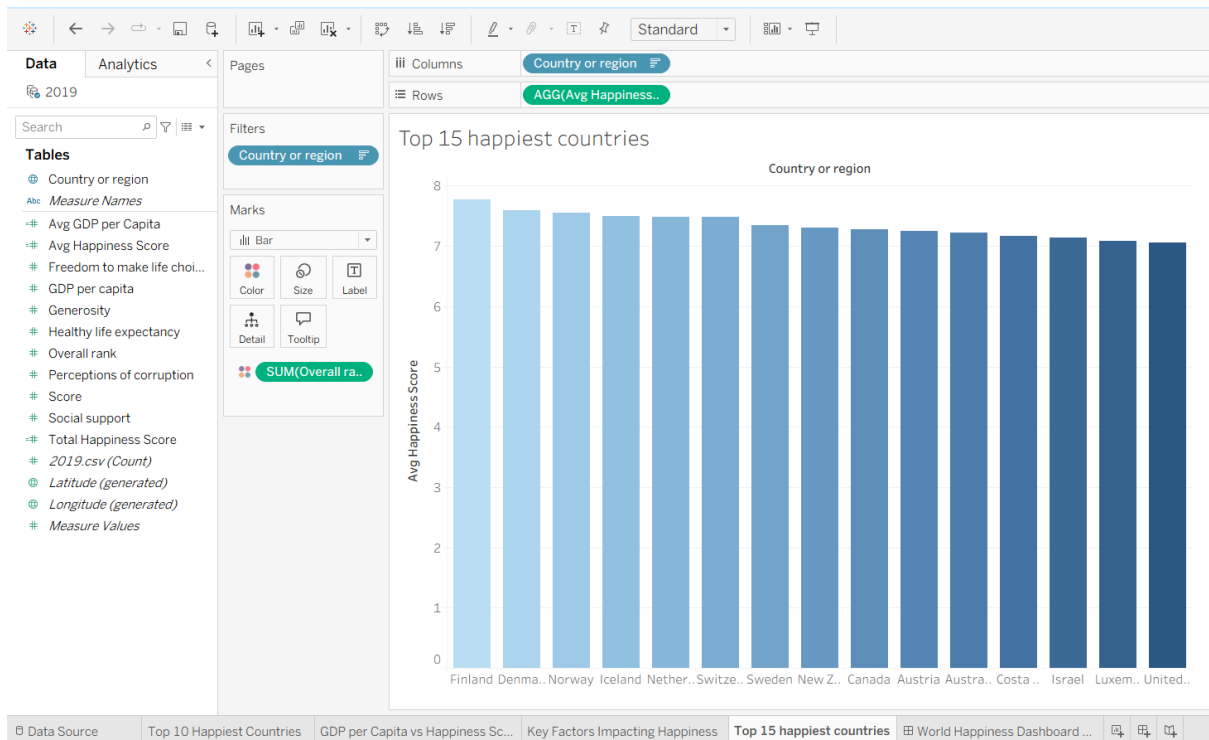 Standard
Data
Analytics
2019
Search
Tables
Country or region
Abc Measure Names
Avg GDP per Capita
Avg Happiness Score
Freedom to make life choi...
GDP per capita
Generosity
Healthy life expectancy
Overall rank
Perceptions of corruption
Score
Social support
Total Happiness Score
2019.csv (Count)
Latitude (generated)
Longitude (generated)
Measure Values
Pages
Filters
Country or region
Marks
Bar
Color Size Label
Detail Tooltip
SUM(Overall ra..
Columns Country or region
Rows AGG(Avg Happiness..
Top 15 happiest countries
Country or region
Avg Happiness Score
8
7
6
5
4
3
2
1
0
Finland Denma.. Norway Iceland Nether.. Switze.. Sweden New Z.. Canada Austria Austra.. Costa .. Israel Luxem.. United..
Data Source Top 10 Happiest Countries GDP per Capita vs Happiness Sc... Key Factors Impacting Happiness Top 15 happiest countries World Happiness Dashboard ...